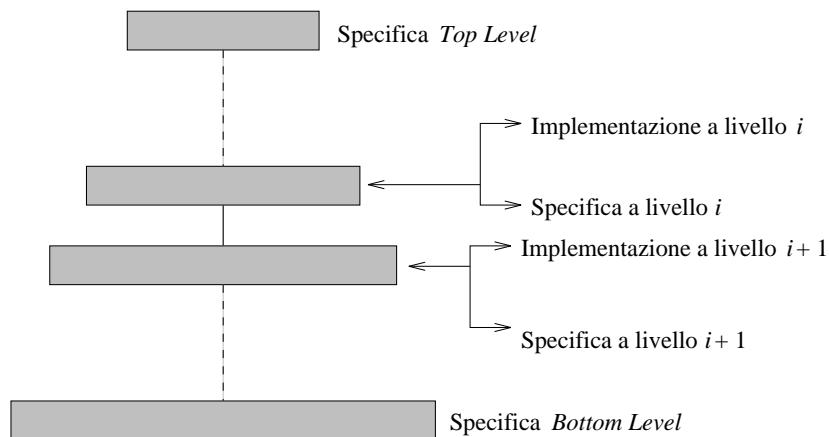 Specifica Top Level
Implementazione a livello i
Specifica a livello i
Implementazione a livello i + 1
Specifica a livello i + 1
Specifica Bottom Level